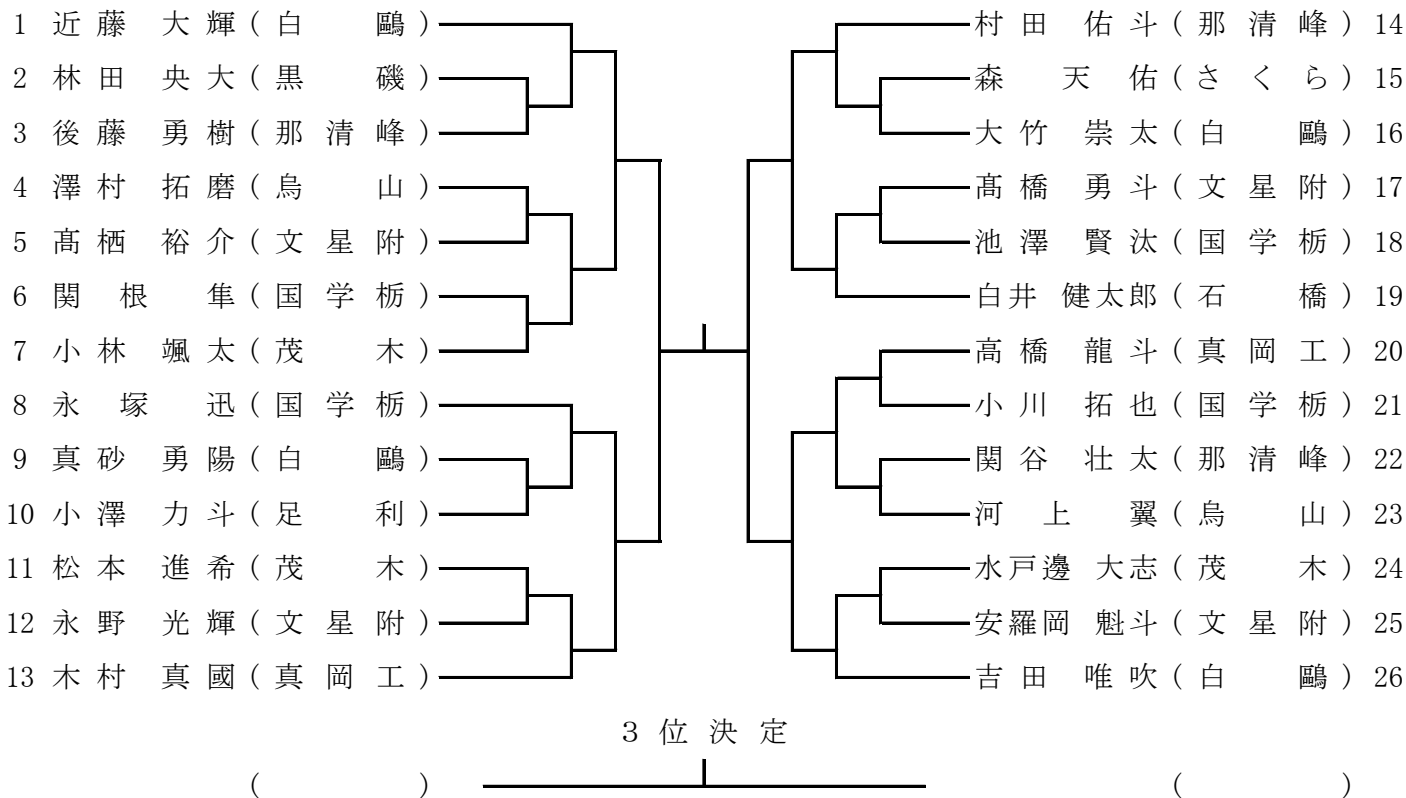 1 近藤 大輝(白 鷗)
2 林田 央大(黒 磯)
3 後藤 勇樹(那清峰)
4 澤村 拓磨(烏 山)
5 髙栖 裕介(文星附)
6 関根 隼(国学栃)
7 小林 颯太(茂 木)
8 永塚 迅(国学栃)
9 真砂 勇陽(白 鷗)
10 小澤 力斗(足 利)
11 松本 進希(茂 木)
12 永野 光輝(文星附)
13 木村 真國(真岡工)
村田 佑斗(那清峰) 14
森 天佑(さくら) 15
大竹 崇太(白 鷗) 16
髙橋 勇斗(文星附) 17
池澤 賢汰(国学栃) 18
白井 健太郎(石 橋) 19
高橋 龍斗(真岡工) 20
小川 拓也(国学栃) 21
関谷 壮太(那清峰) 22
河上 翼(烏 山) 23
水戸邊 大志(茂 木) 24
安羅岡 魁斗(文星附) 25
吉田 唯吹(白 鷗) 26
3位決定
( ) ( )